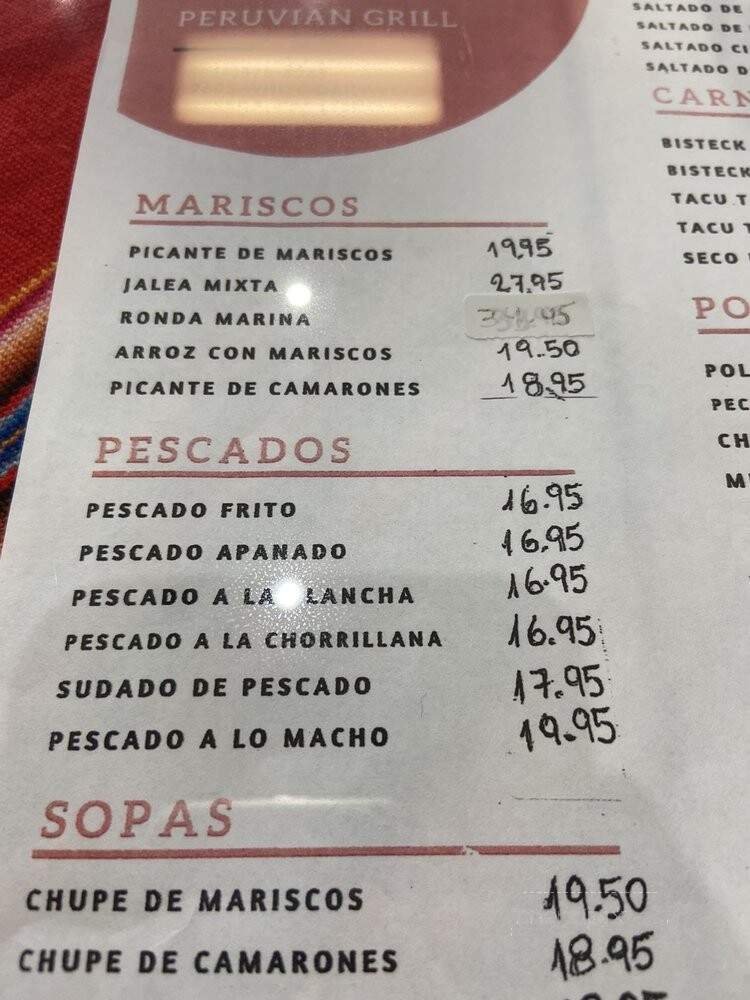 PERUVIAN GRILL
MARISCOS
PICANTE DE MARISCOS 19.95
JALEA MIXTA 27.95
RONDA MARINA
ARROZ CON MARISCOS 19.50
PICANTE DE CAMARONES 18.95
PESCADOS
PESCADO FRITO 16.95
PESCADO APANADO 16.95
PESCADO A LA LANCHA 16.95
PESCADO A LA CHORRILLANA 16.95
SUDADO DE PESCADO 17.95
PESCADO A LO MACHO 19.95
SOPAS
CHUPE DE MARISCOS 19.50
CHUPE DE CAMARONES 18.95
SALTADO DE
SALTADO DE
SALTADO CI
SALTADO D
CARN
BISTECK
BISTECK
TACU T
TACU T
SECO
PO
POL
PEC
CH
M